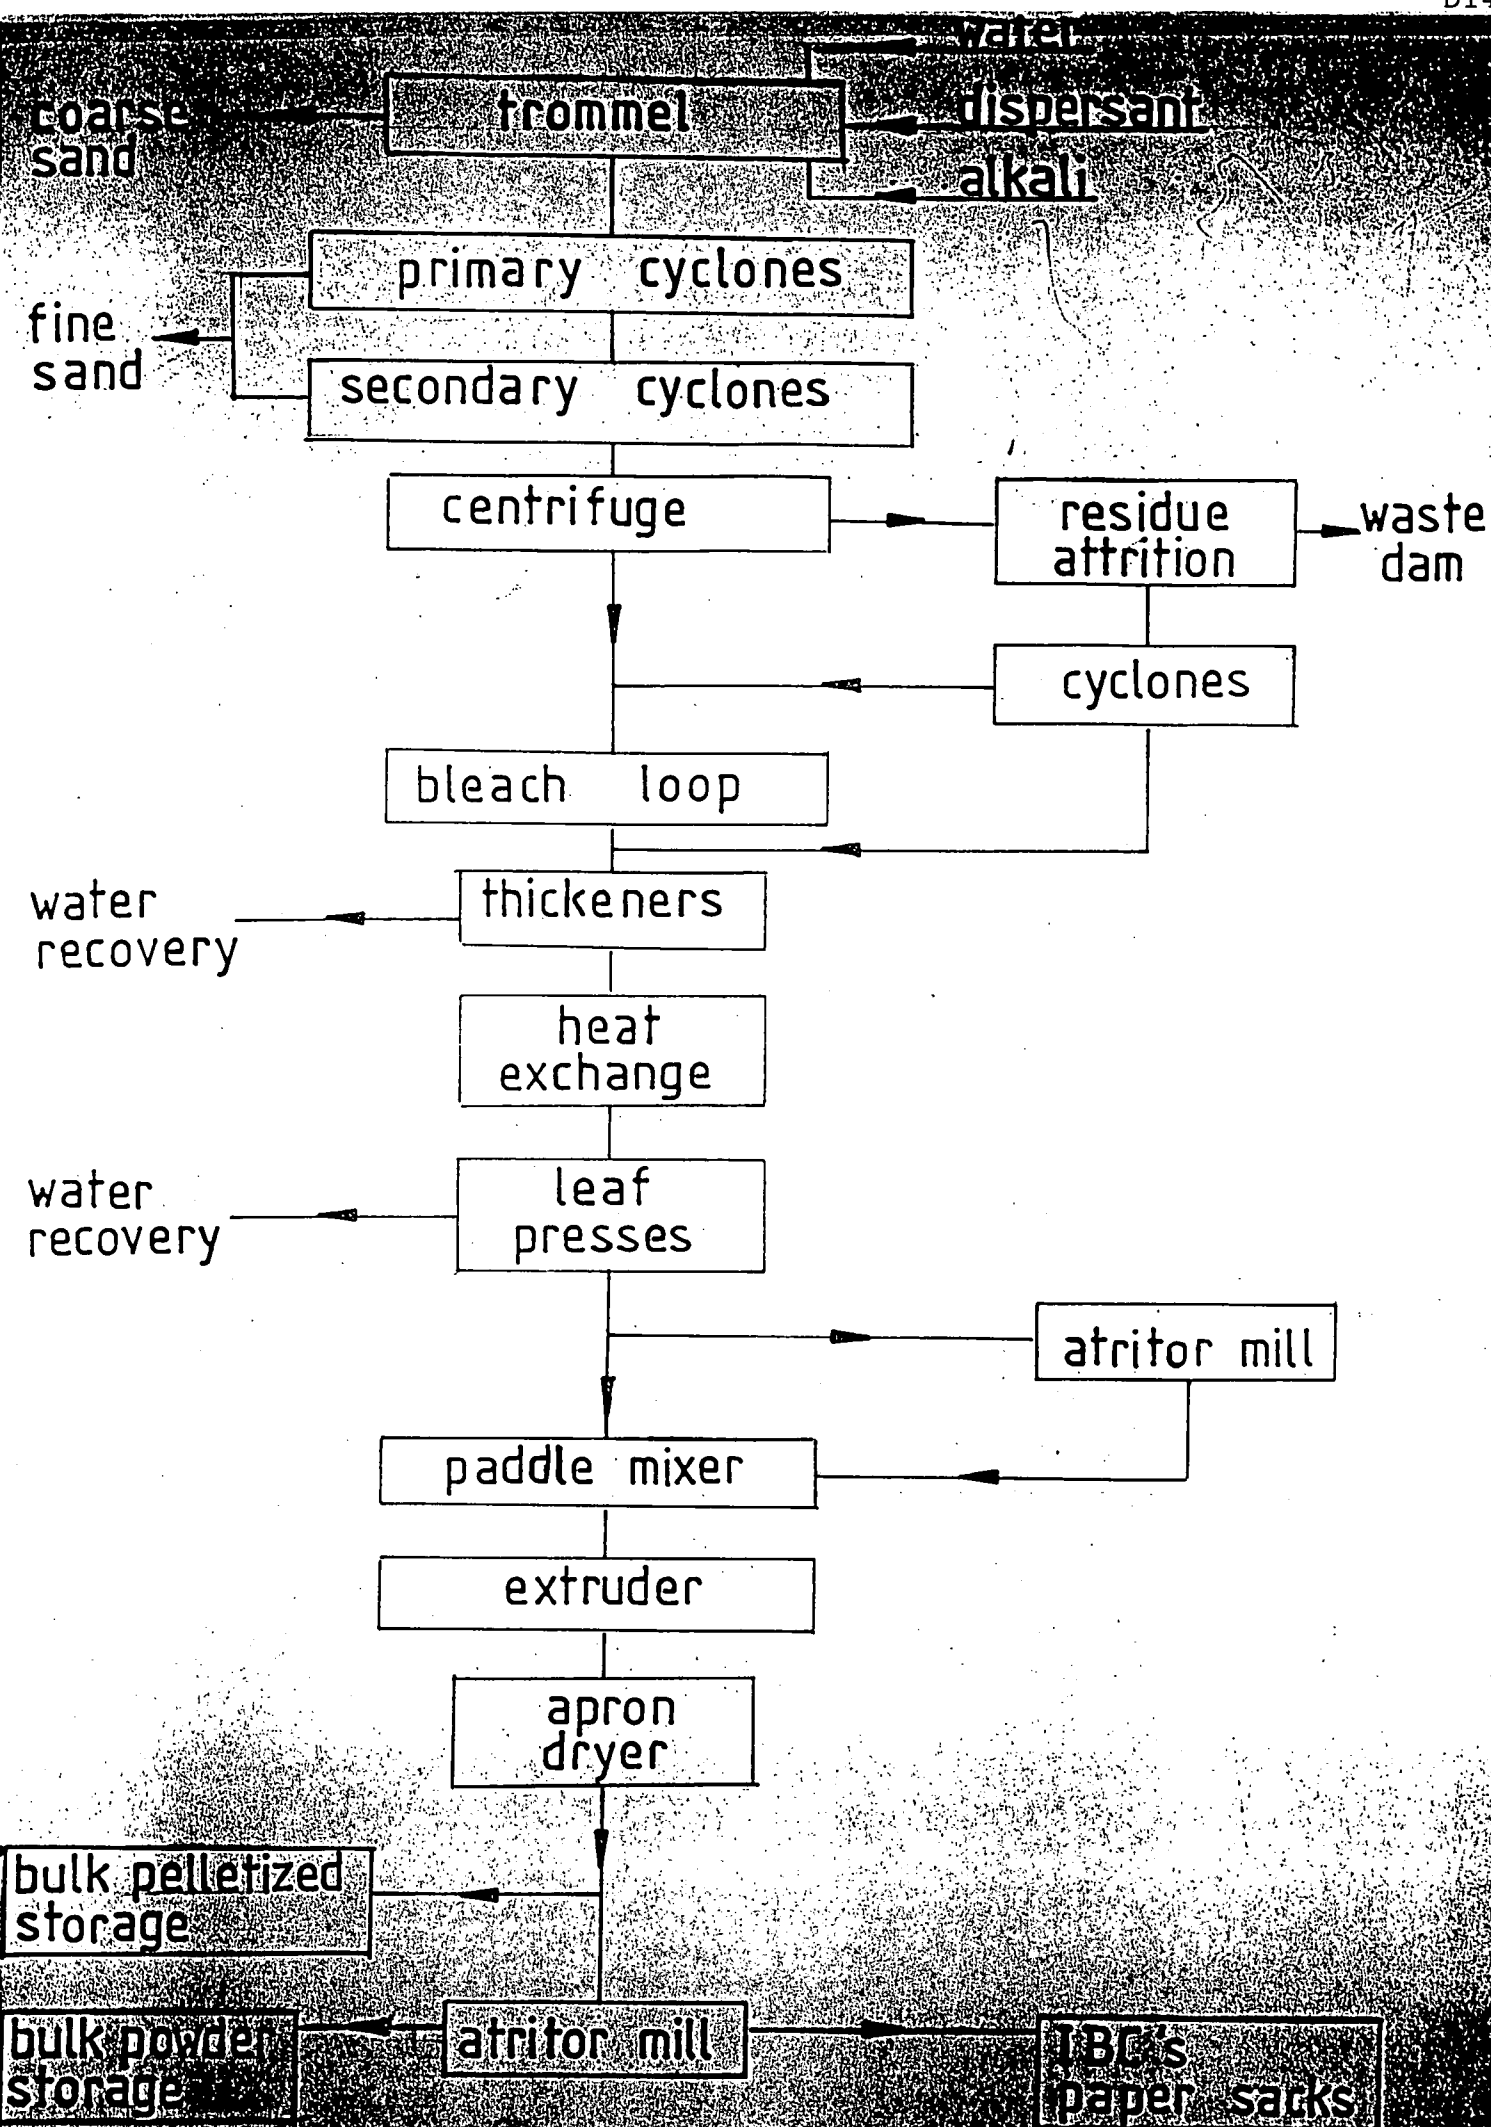 water
trommel
dispersant
coarse
sand
alkali
primary cyclones
fine
sand
secondary cyclones
centrifuge
residue
attrition
waste
dam
cyclones
bleach loop
thickeners
water
recovery
heat
exchange
leaf
presses
water
recovery
atritor mill
paddle mixer
extruder
apron
dryer
bulk pelletized
storage
bulk powder
storage
atritor mill
IBC's
paper sacks